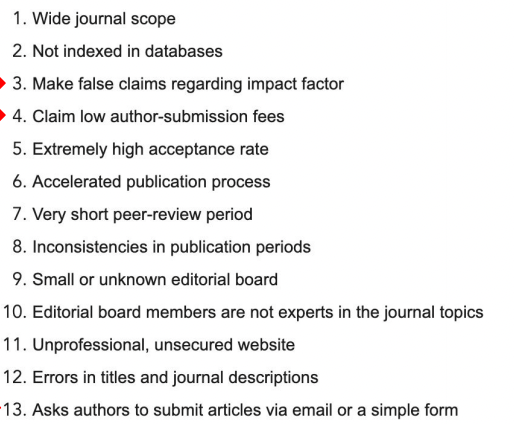 1. Wide journal scope
2. Not indexed in databases
3. Make false claims regarding impact factor
4. Claim low author-submission fees
5. Extremely high acceptance rate
6. Accelerated publication process
7. Very short peer-review period
8. Inconsistencies in publication periods
9. Small or unknown editorial board
10. Editorial board members are not experts in the journal topics
11. Unprofessional, unsecured website
12. Errors in titles and journal descriptions
13. Asks authors to submit articles via email or a simple form